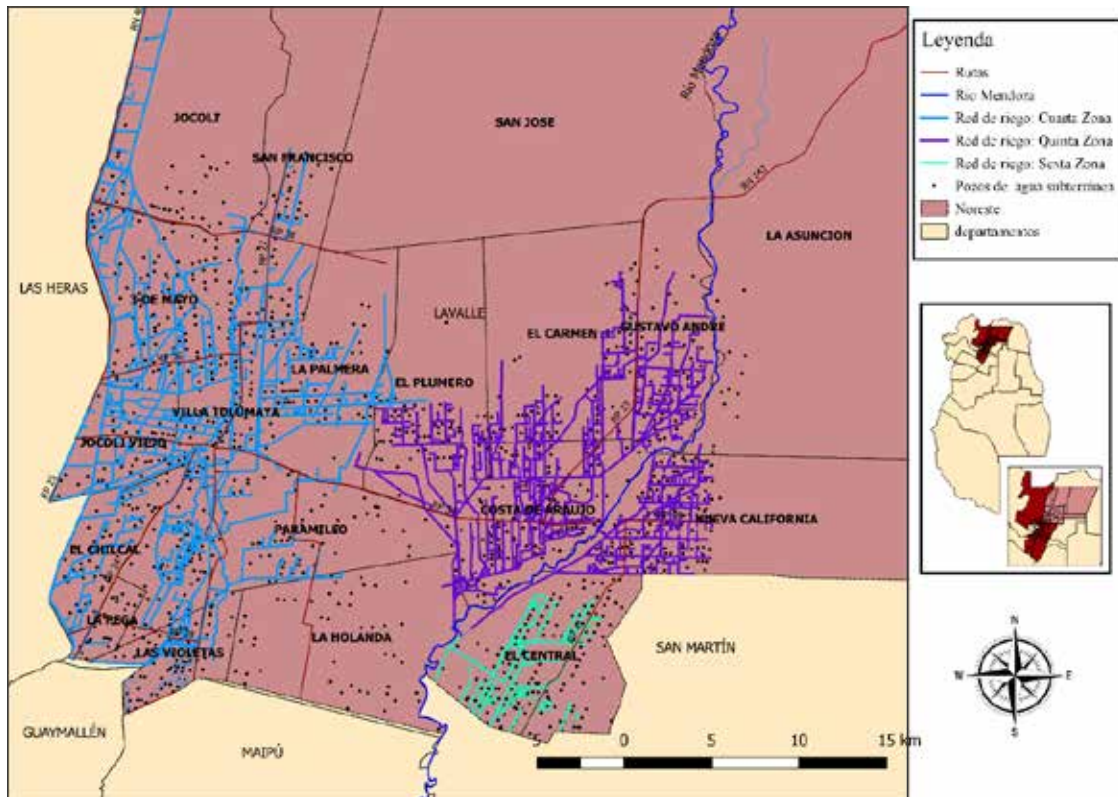 JOCOLI
SAN JOSE
Río Mendoza
SAN FRANCISCO
LA ASUNCION
LAS HERAS
3 DE MAYO
LAVALLE
EL CARMEN
GUSTAVO ANDRE
LA PALMERA
EL PLUMERO
VILLA TULUMAYA
JOCOLI VIEJO
COSTA DE ARAUJO
NUEVA CALIFORNIA
PARAMILLO
EL CHILCAL
LA PEGA
LAS VIOLETAS
LA HOLANDA
EL CENTRAL
SAN MARTÍN
GUAYMALLÉN
MAIPÚ
5 0 5 10 15 km
Leyenda
Rutas
Río Mendoza
Red de riego: Cuarta Zona
Red de riego: Quinta Zona
Red de riego: Sexta Zona
Pozos de agua subterránea
Noreste
departamentos
N
W
E
S